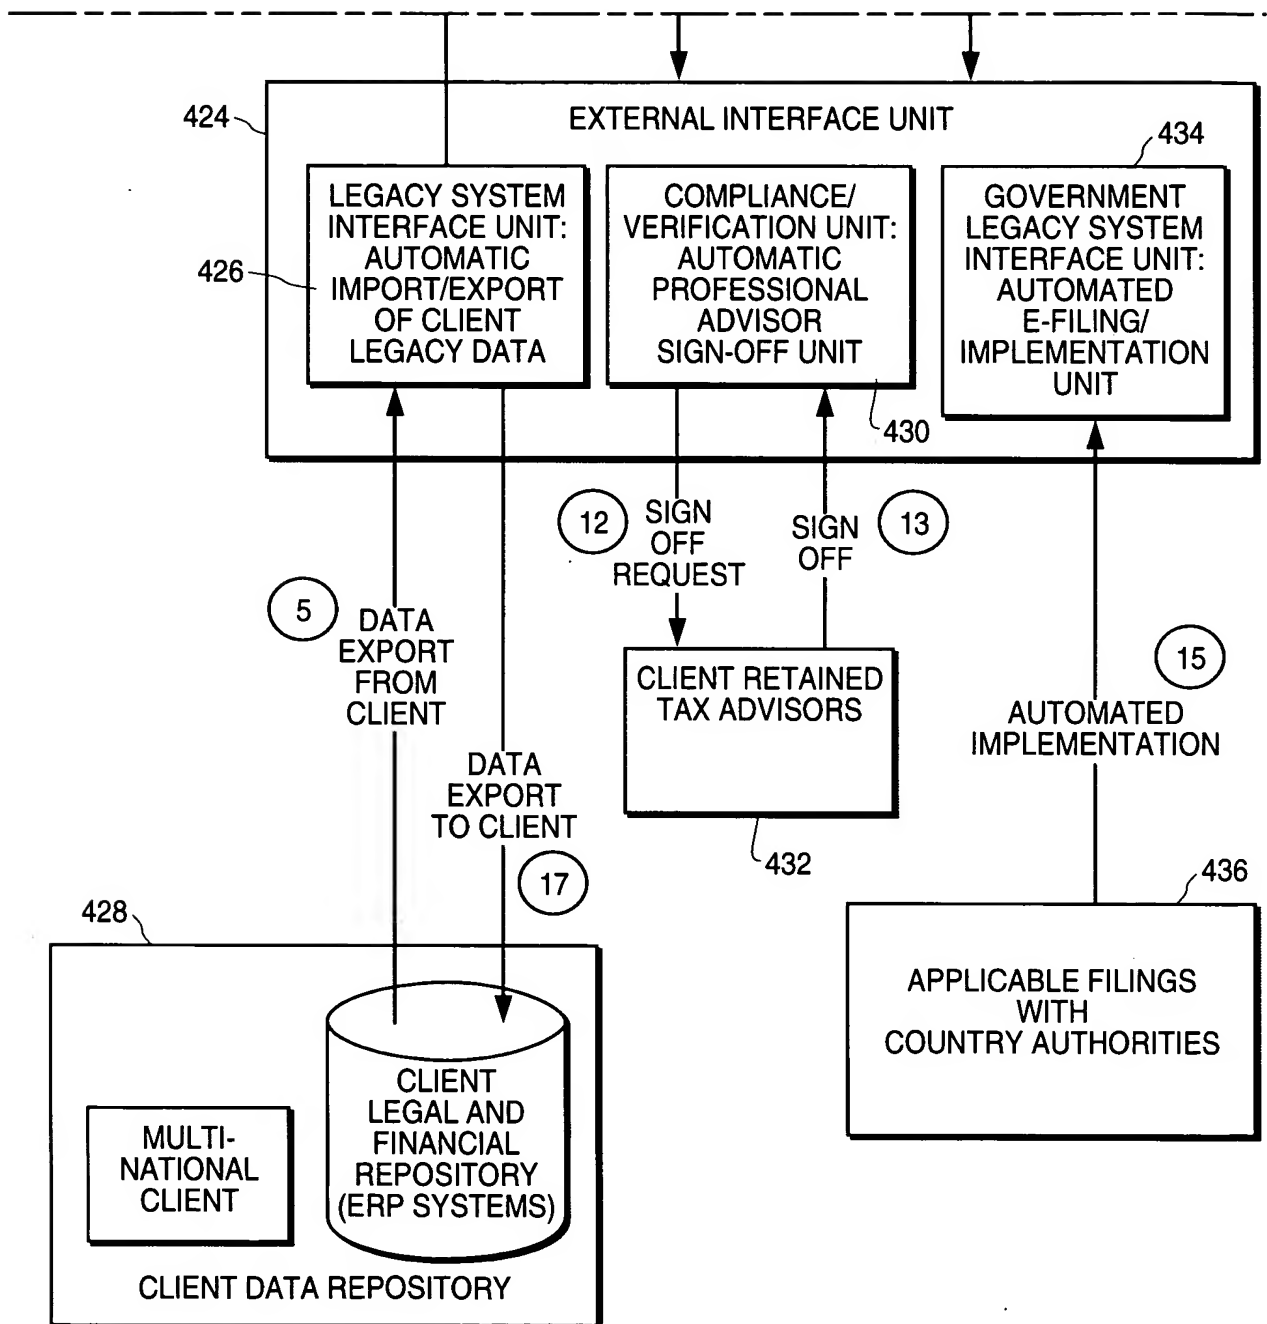 424
EXTERNAL INTERFACE UNIT
434
LEGACY SYSTEM
INTERFACE UNIT:
AUTOMATIC
IMPORT/EXPORT
OF CLIENT
LEGACY DATA
426
COMPLIANCE/
VERIFICATION UNIT:
AUTOMATIC
PROFESSIONAL
ADVISOR
SIGN-OFF UNIT
430
GOVERNMENT
LEGACY SYSTEM
INTERFACE UNIT:
AUTOMATED
E-FILING/
IMPLEMENTATION
UNIT
12
SIGN
OFF
REQUEST
SIGN
OFF
13
5
DATA
EXPORT
FROM
CLIENT
CLIENT RETAINED
TAX ADVISORS
432
15
AUTOMATED
IMPLEMENTATION
DATA
EXPORT
TO CLIENT
17
436
APPLICABLE FILINGS
WITH
COUNTRY AUTHORITIES
428
CLIENT
LEGAL AND
FINANCIAL
REPOSITORY
(ERP SYSTEMS)
MULTI-
NATIONAL
CLIENT
CLIENT DATA REPOSITORY